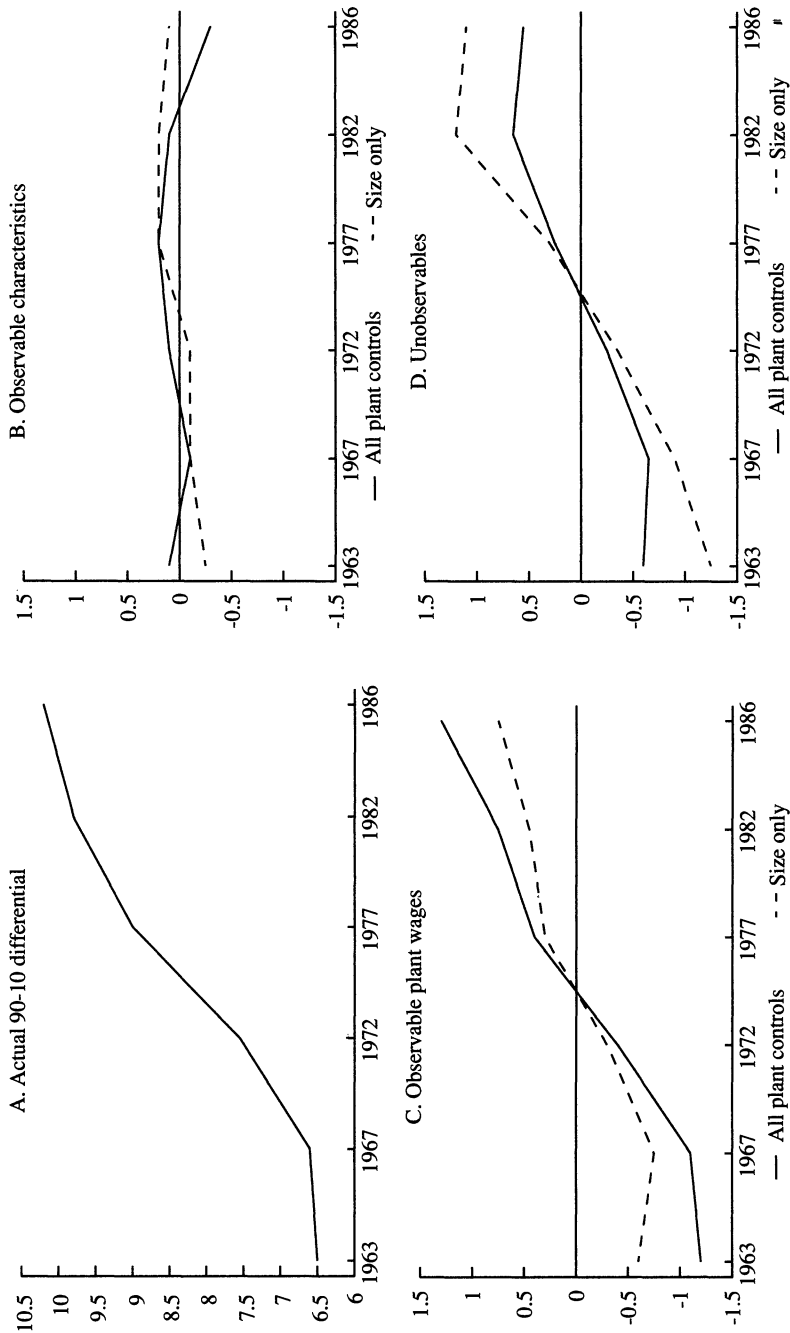 A. Actual 90-10 differential
10.5
10
9.5
9
8.5
8
7.5
7
6.5
6
1963 1967 1972 1977 1982 1986
B. Observable characteristics
1.5
1
0.5
0
-0.5
-1
-1.5
1963 1967 1972 1977 1982 1986
— All plant controls - - Size only
C. Observable plant wages
1.5
1
0.5
0
-0.5
-1
-1.5
1963 1967 1972 1977 1982 1986
— All plant controls - - Size only
D. Unobservables
1.5
1
0.5
0
-0.5
-1
-1.5
1963 1967 1972 1977 1982 1986
— All plant controls - - Size only